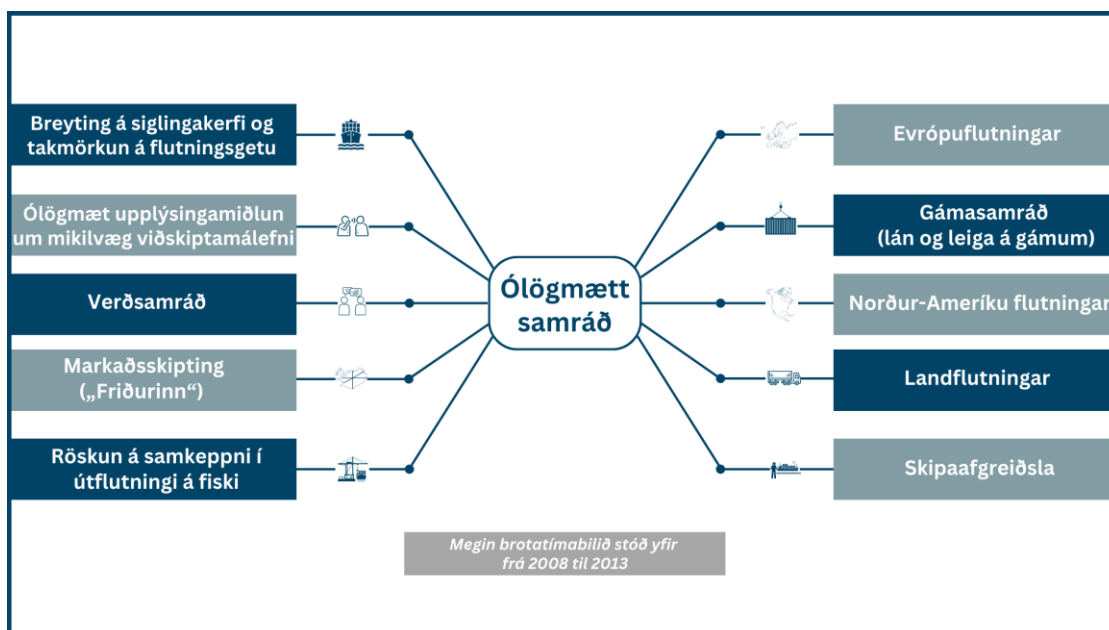 Breyting á siglingakerfi og
takmörkun á flutningsgetu
Ólögmæt upplýsingamiðlun
um mikilvæg viðskiptamálefni
Verðsamráð
Markaðsskipting
(„Friðurinn“)
Röskun á samkeppni í
útflutningi á fiski
Ólögmætt
samráð
Evrópuflutningar
Gámasamráð
(lán og leiga á gámum)
Norður-Ameríku flutningar
Landflutningar
Skipaafgreiðsla
Megin brotatímabilið stóð yfir
frá 2008 til 2013